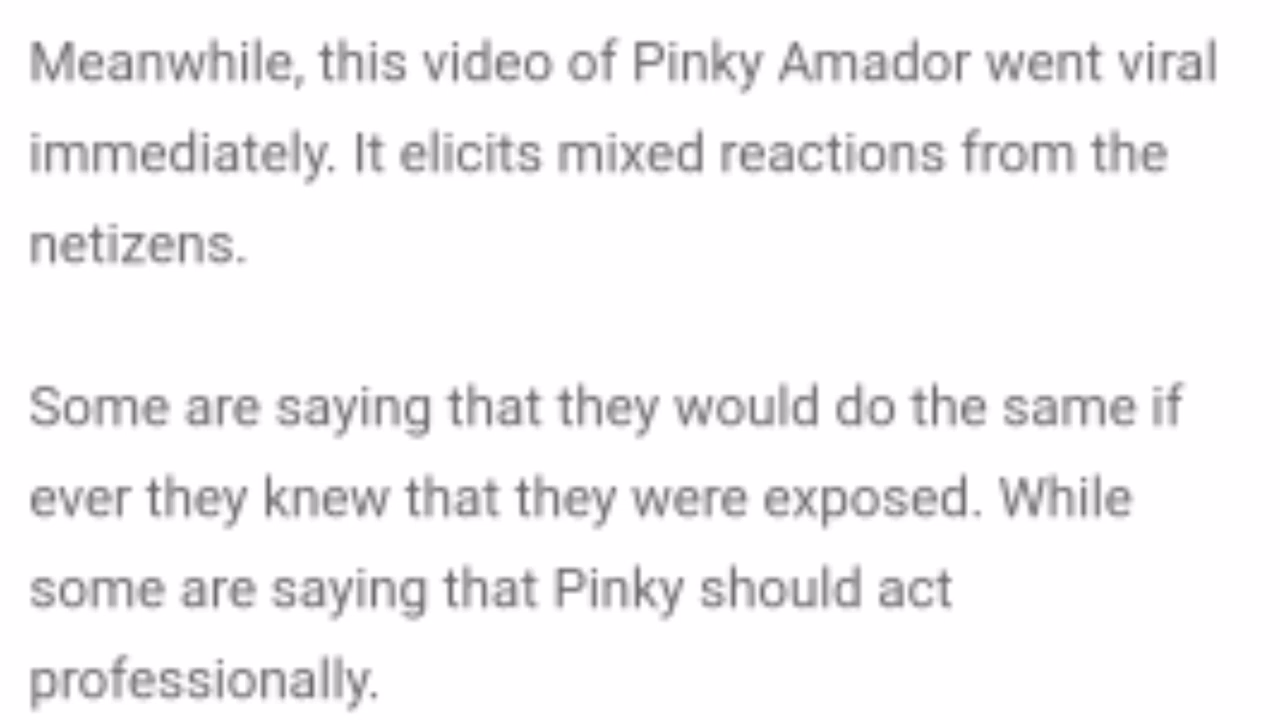 Meanwhile, this video of Pinky Amador went viral
immediately. It elicits mixed reactions from the
netizens.
Some are saying that they would do the same if
ever they knew that they were exposed. While
some are saying that Pinky should act
professionally.